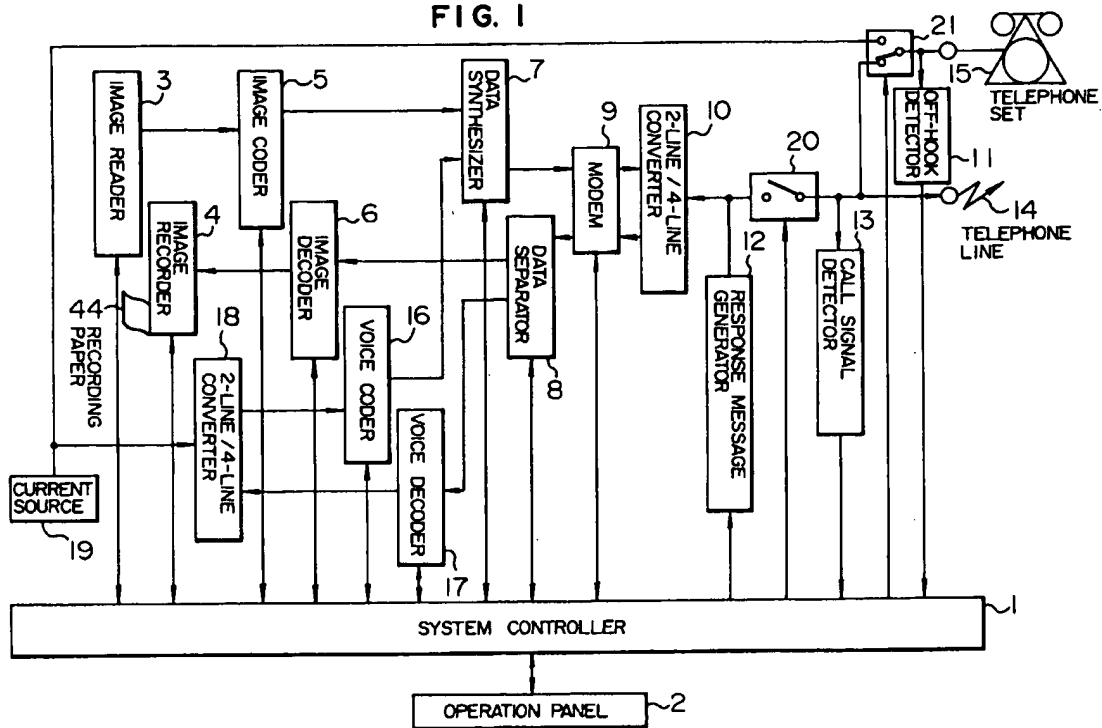 FIG. 1
3
IMAGE READER
5
IMAGE CODER
7
DATA SYNTHESIZER
9
MODEM
10
2-LINE/4-LINE CONVERTER
20
21
15
TELEPHONE SET
OFF-HOOK DETECTOR
11
14
TELEPHONE LINE
4
IMAGE RECORDER
44 RECORDING PAPER
6
IMAGE DECODER
DATA SEPARATOR
8
12
RESPONSE MESSAGE GENERATOR
13
CALL SIGNAL DETECTOR
18
2-LINE/4-LINE CONVERTER
16
VOICE CODER
VOICE DECODER
17
CURRENT SOURCE
19
SYSTEM CONTROLLER
1
OPERATION PANEL
2